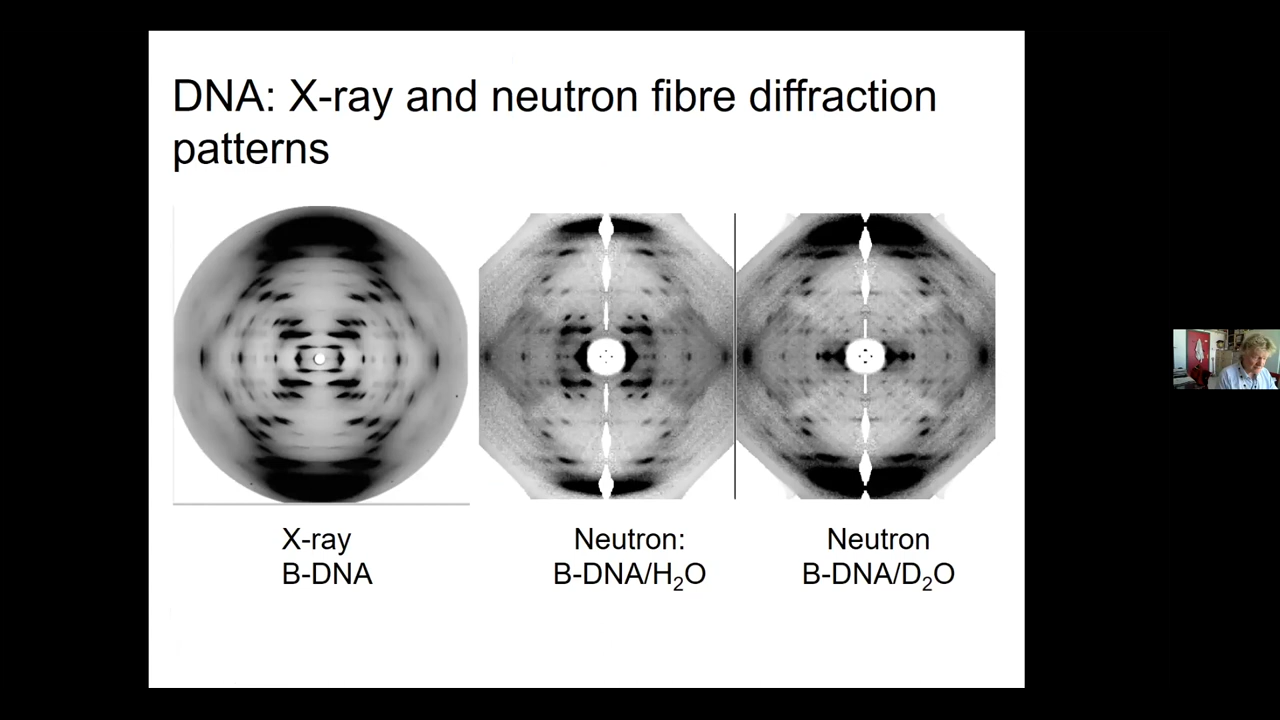 DNA: X-ray and neutron fibre diffraction
patterns
X-ray
B-DNA
Neutron:
B-DNA/H₂O
Neutron
B-DNA/D₂O